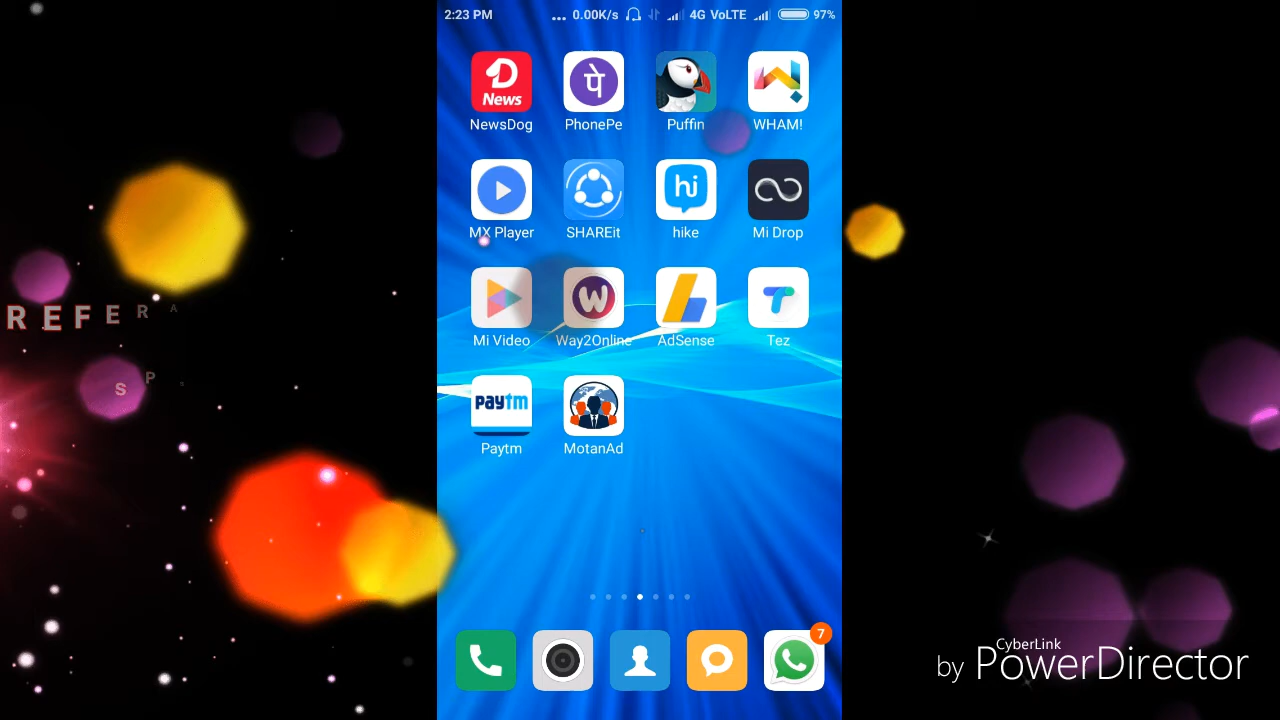 2:23 PM
... 0.00K/s 4G VoLTE 97%
D
News
पे
NewsDog PhonePe Puffin WHAM!
hi
MX Player SHAREit hike Mi Drop
REFER A
W
Mi Video Way2Online AdSense Tez
S P
paytm
Paytm MotanAd
7
CyberLink
by PowerDirector